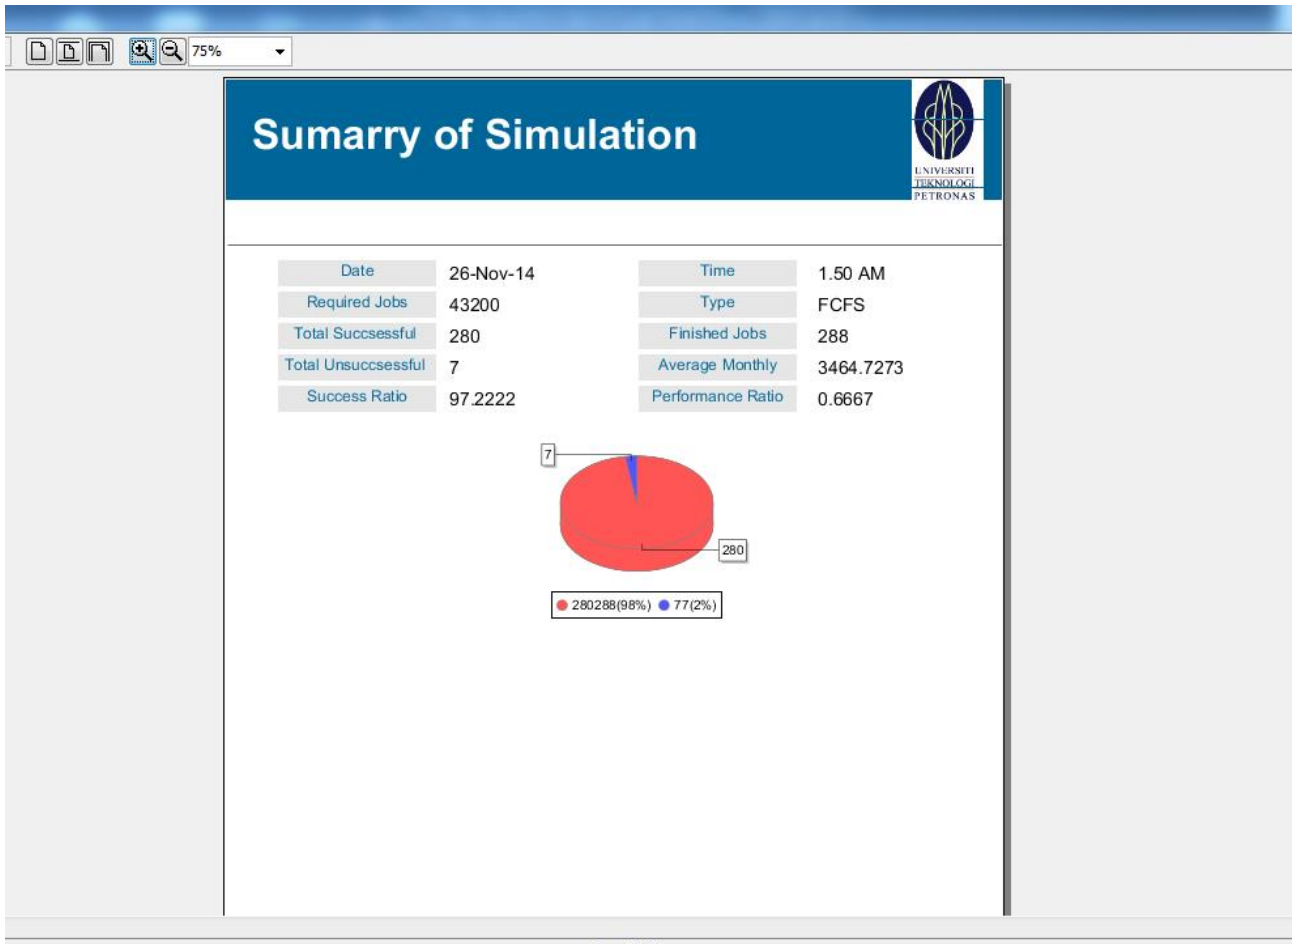 75%
Sumarry of Simulation
UNIVERSITI
TEKNOLOGI
PETRONAS
Date 26-Nov-14 Time 1.50 AM
Required Jobs 43200 Type FCFS
Total Succsessful 280 Finished Jobs 288
Total Unsuccsessful 7 Average Monthly 3464.7273
Success Ratio 97.2222 Performance Ratio 0.6667
7
280
280288(98%) 77(2%)